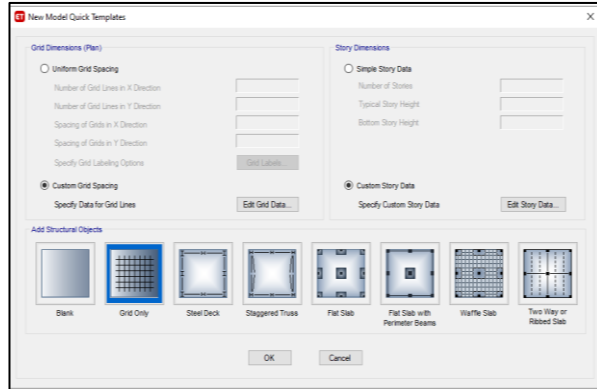 ET New Model Quick Templates
Grid Dimensions (Plan)
Uniform Grid Spacing
Number of Grid Lines in X Direction
Number of Grid Lines in Y Direction
Spacing of Grids in X Direction
Spacing of Grids in Y Direction
Specify Grid Labeling Options
Grid Labels...
Custom Grid Spacing
Specify Data for Grid Lines
Edit Grid Data...
Story Dimensions
Simple Story Data
Number of Stories
Typical Story Height
Bottom Story Height
Custom Story Data
Specify Custom Story Data
Edit Story Data...
Add Structural Objects
Blank
Grid Only
Steel Deck
Staggered Truss
Flat Slab
Flat Slab with
Perimeter Beams
Waffle Slab
Two Way or
Ribbed Slab
OK
Cancel